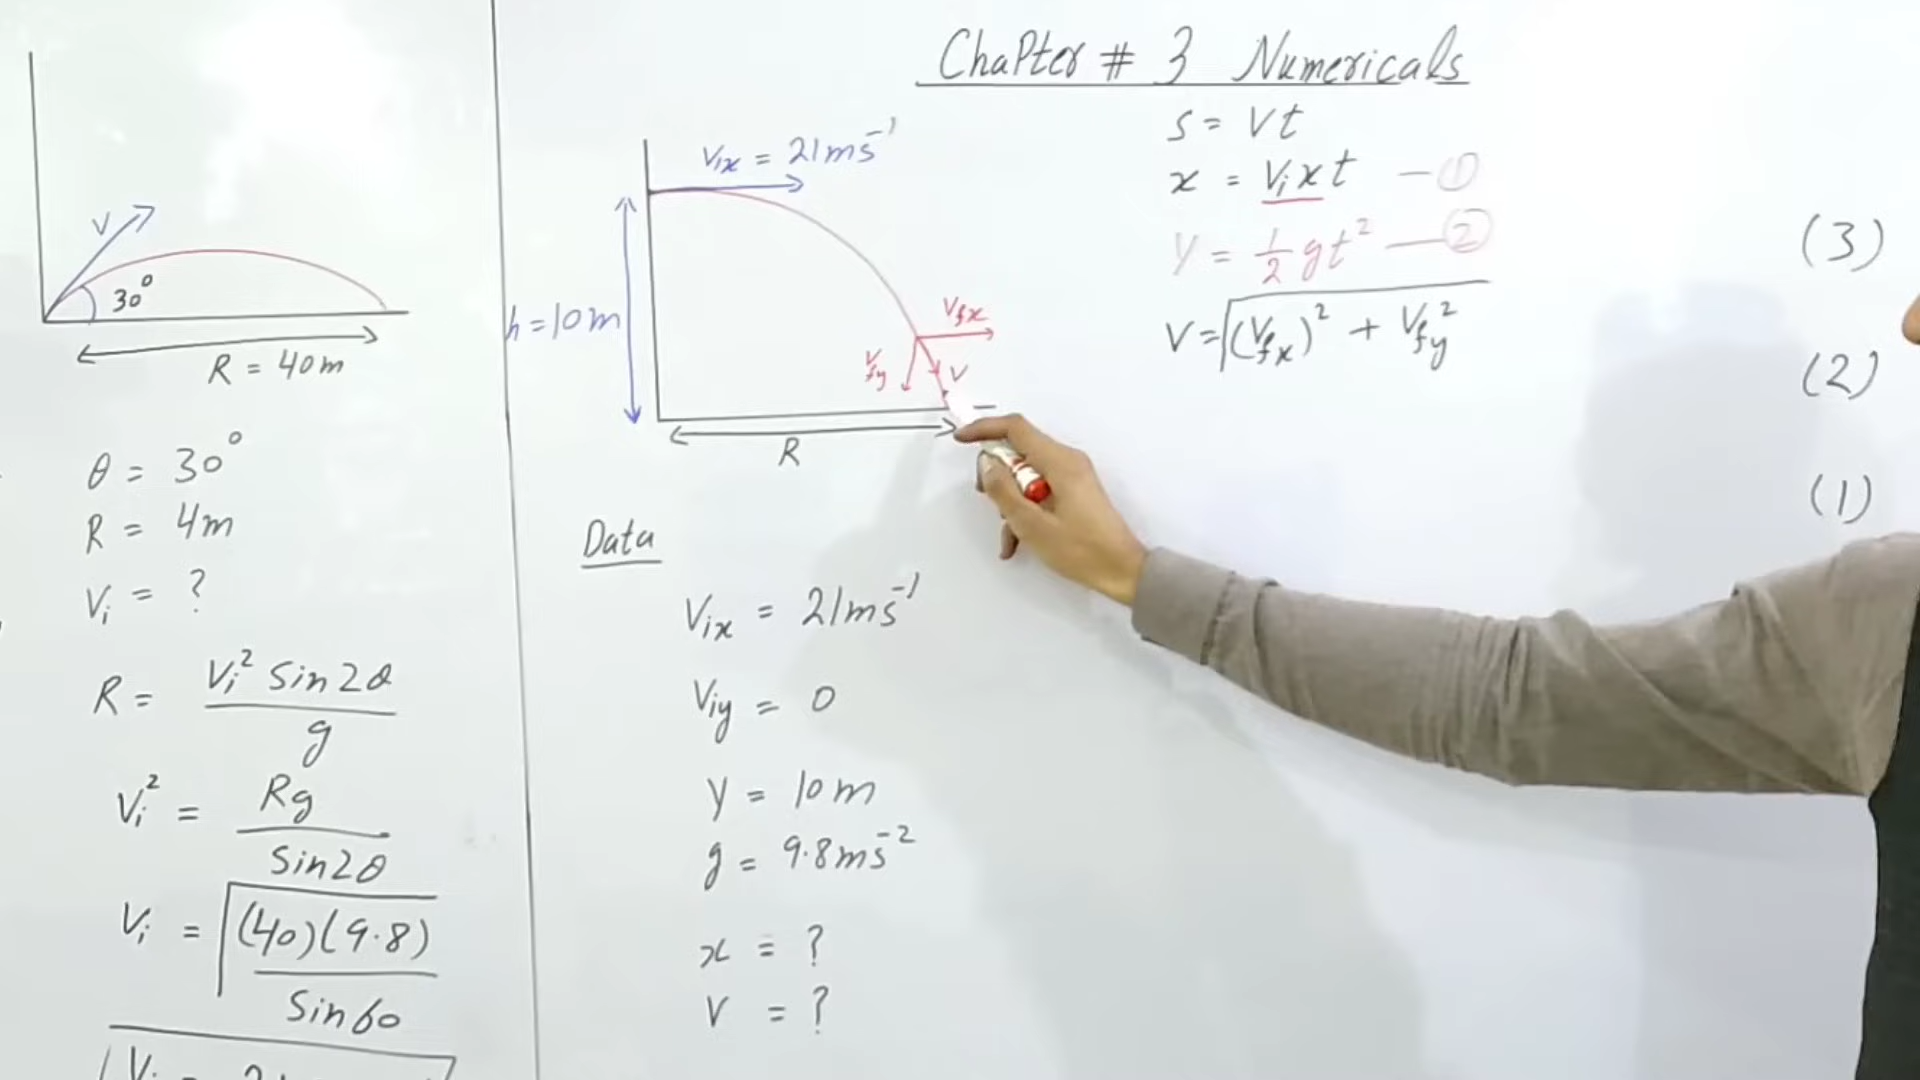 V
30°
R = 40m
θ = 30°
R = 4m
Vi = ?
R = Vi² Sin2θ / g
Vi² = Rg / Sin2θ
Vi = √(40)(9.8) / Sin60
ChaPter # 3 Numericals
Vix = 21ms⁻¹
h = 10m
Vfx
Vfy
V
R
s = Vt
x = Vixt — ①
y = ½ gt² — ②
V = √(Vfx)² + Vfy²
Data
Vix = 21ms⁻¹
Viy = 0
y = 10m
g = 9.8ms⁻²
x = ?
V = ?
(3)
(2)
(1)